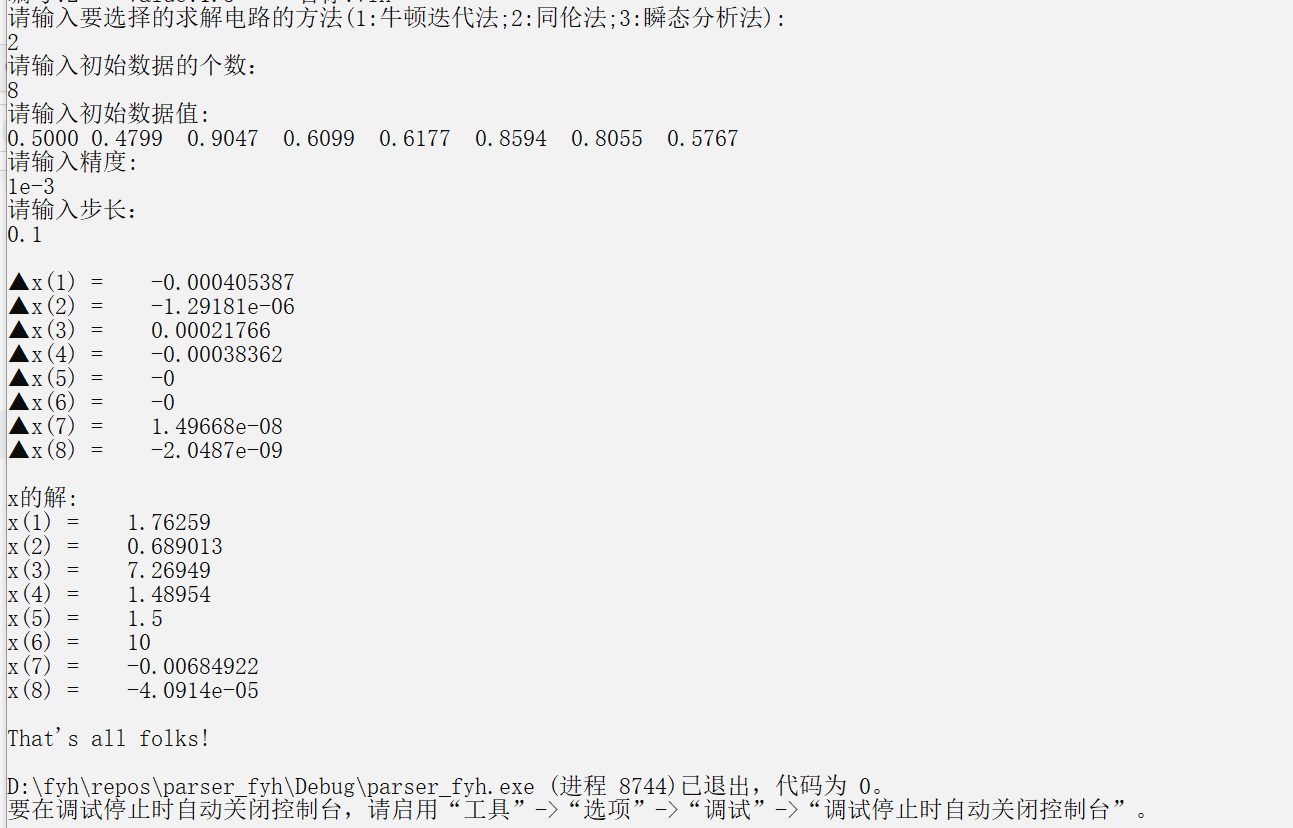 请输入要选择的求解电路的方法(1:牛顿迭代法;2:同伦法;3:瞬态分析法):
2
请输入初始数据的个数:
8
请输入初始数据值:
0.5000 0.4799  0.9047  0.6099  0.6177  0.8594  0.8055  0.5767
请输入精度:
1e-3
请输入步长:
0.1
▲x(1) =    -0.000405387
▲x(2) =    -1.29181e-06
▲x(3) =    0.00021766
▲x(4) =    -0.00038362
▲x(5) =    -0
▲x(6) =    -0
▲x(7) =    1.49668e-08
▲x(8) =    -2.0487e-09
x的解:
x(1) =    1.76259
x(2) =    0.689013
x(3) =    7.26949
x(4) =    1.48954
x(5) =    1.5
x(6) =    10
x(7) =    -0.00684922
x(8) =    -4.0914e-05
That's all folks!
D:\fyh\repos\parser_fyh\Debug\parser_fyh.exe (进程 8744)已退出，代码为 0。
要在调试停止时自动关闭控制台，请启用“工具”->“选项”->“调试”->“调试停止时自动关闭控制台”。